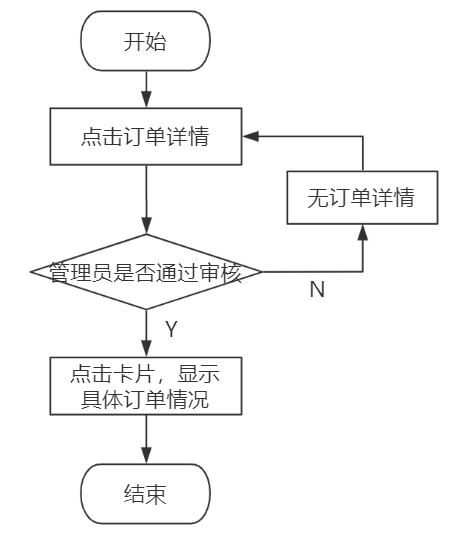 开始
点击订单详情
无订单详情
管理员是否通过审核
N
Y
点击卡片，显示
具体订单情况
结束